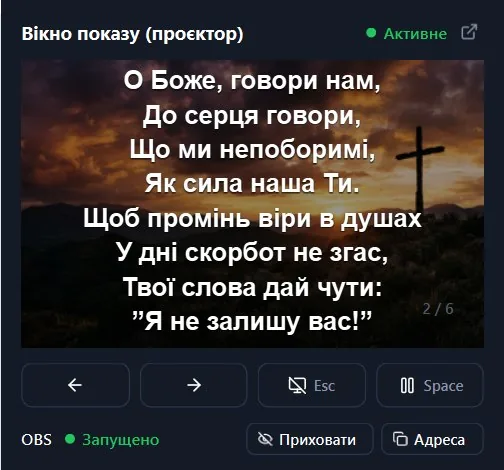 Вікно показу (проєктор)
Активне
О Боже, говори нам,
До серця говори,
Що ми непоборимі,
Як сила наша Ти.
Щоб промінь віри в душах
У дні скорбот не згас,
Твої слова дай чути:
”Я не залишу вас!”
2 / 6
Esc
Space
OBS Запущено
Приховати
Адреса